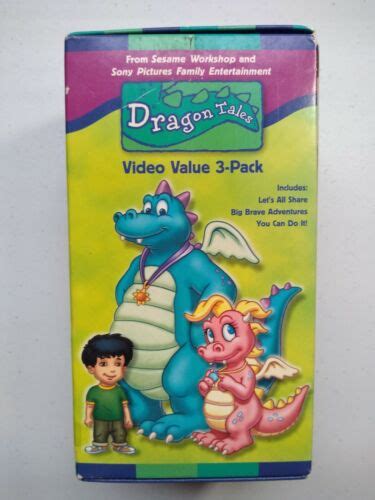 From Sesame Workshop and
Sony Pictures Family Entertainment
Dragon Tales
Video Value 3-Pack
Includes:
Let's All Share
Big Brave Adventures
You Can Do It!